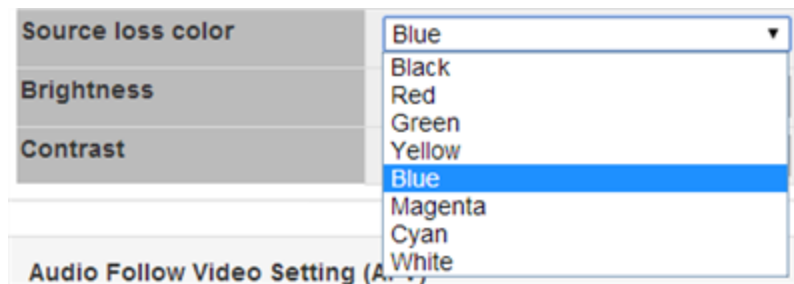 Source loss color
Blue
Black
Red
Brightness
Green
Yellow
Contrast
Blue
Magenta
Cyan
White
Audio Follow Video Setting